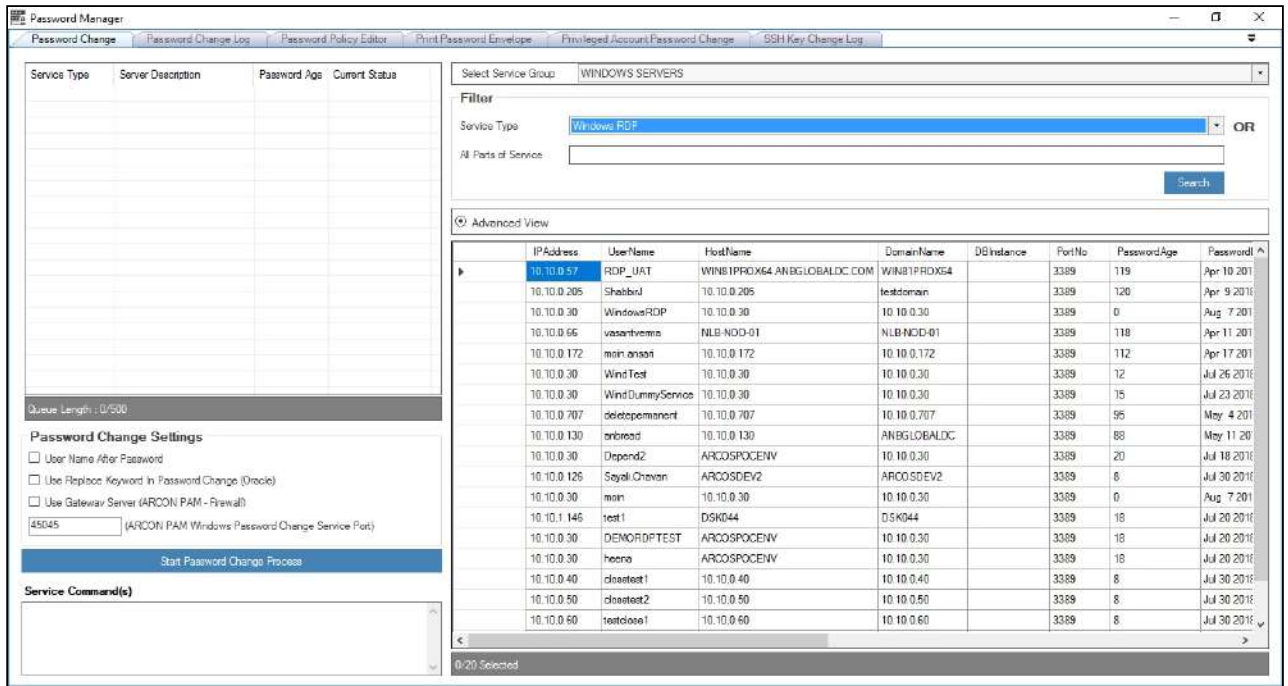 Password Manager
Password Change Password Change Log Password Policy Editor Print Password Envelope Privileged Account Password Change SSH Key Change Log
Service Type Server Description Password Age Current Status
Queue Length : 0/500
Password Change Settings
User Name After Password
Use Replace Keyword In Password Change (Oracle)
Use Gateway Server (ARCON PAM - Firewall)
45045 (ARCON PAM Windows Password Change Service Port)
Start Password Change Process
Service Command(s)
Select Service Group WINDOWS SERVERS
Filter
Service Type Windows RDP OR
All Parts of Service
Search
Advanced View
IPAddress UserName HostName DomainName DBInstance PortNo PasswordAge Passwordl
10.10.0.57 RDP_UAT WIN81PROX64.ANBGLOBALDC.COM WIN81PROX64 3389 119 Apr 10 201
10.10.0.205 ShabbirJ 10.10.0.205 testdomain 3389 120 Apr 9 2018
10.10.0.30 WindowsRDP 10.10.0.30 10.10.0.30 3389 0 Aug 7 201
10.10.0.66 vasantverma NLB-NOD-01 NLB-NOD-01 3389 118 Apr 11 201
10.10.0.172 moin.ansari 10.10.0.172 10.10.0.172 3389 112 Apr 17 201
10.10.0.30 WindTest 10.10.0.30 10.10.0.30 3389 12 Jul 26 2018
10.10.0.30 WindDummyService 10.10.0.30 10.10.0.30 3389 15 Jul 23 2018
10.10.0.707 deletepermanent 10.10.0.707 10.10.0.707 3389 95 May 4 201
10.10.0.130 anbread 10.10.0.130 ANBGLOBALDC 3389 88 May 11 20
10.10.0.30 Depend2 ARCOSPOCENV 10.10.0.30 3389 20 Jul 18 2018
10.10.0.126 Sayali.Chavan ARCOSDEV2 ARCOSDEV2 3389 8 Jul 30 2018
10.10.0.30 moin 10.10.0.30 10.10.0.30 3389 0 Aug 7 201
10.10.1.146 test1 DSK044 DSK044 3389 18 Jul 20 2018
10.10.0.30 DEMORDPTEST ARCOSPOCENV 10.10.0.30 3389 18 Jul 20 2018
10.10.0.30 heena ARCOSPOCENV 10.10.0.30 3389 18 Jul 20 2018
10.10.0.40 closetest1 10.10.0.40 10.10.0.40 3389 8 Jul 30 2018
10.10.0.50 closetest2 10.10.0.50 10.10.0.50 3389 8 Jul 30 2018
10.10.0.60 testclose1 10.10.0.60 10.10.0.60 3389 8 Jul 30 2018
0/20 Selected